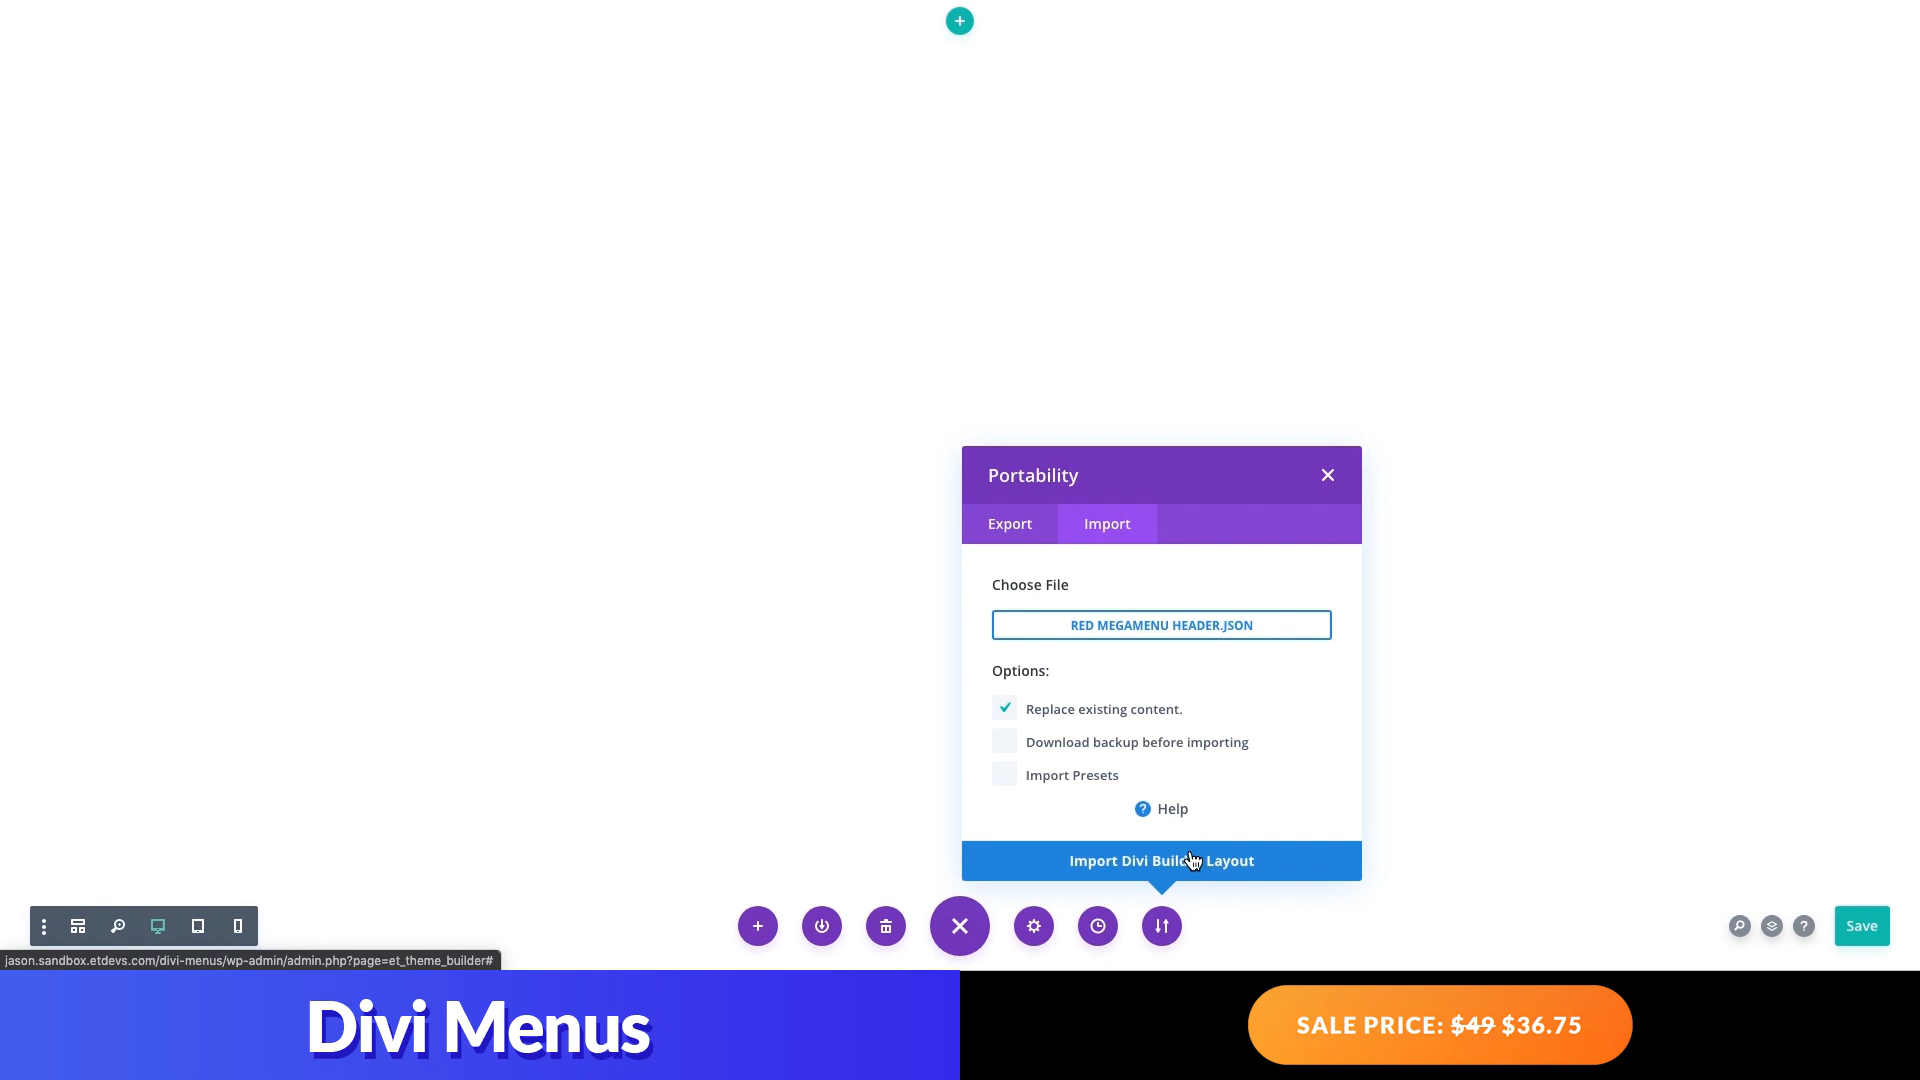 Portability
Export Import
Choose File
RED MEGAMENU HEADER.JSON
Options:
Replace existing content.
Download backup before importing
Import Presets
Help
Import Divi Builder Layout
Save
jason.sandbox.etdevs.com/divi-menus/wp-admin/admin.php?page=et_theme_builder#
Divi Menus
SALE PRICE: $49 $36.75